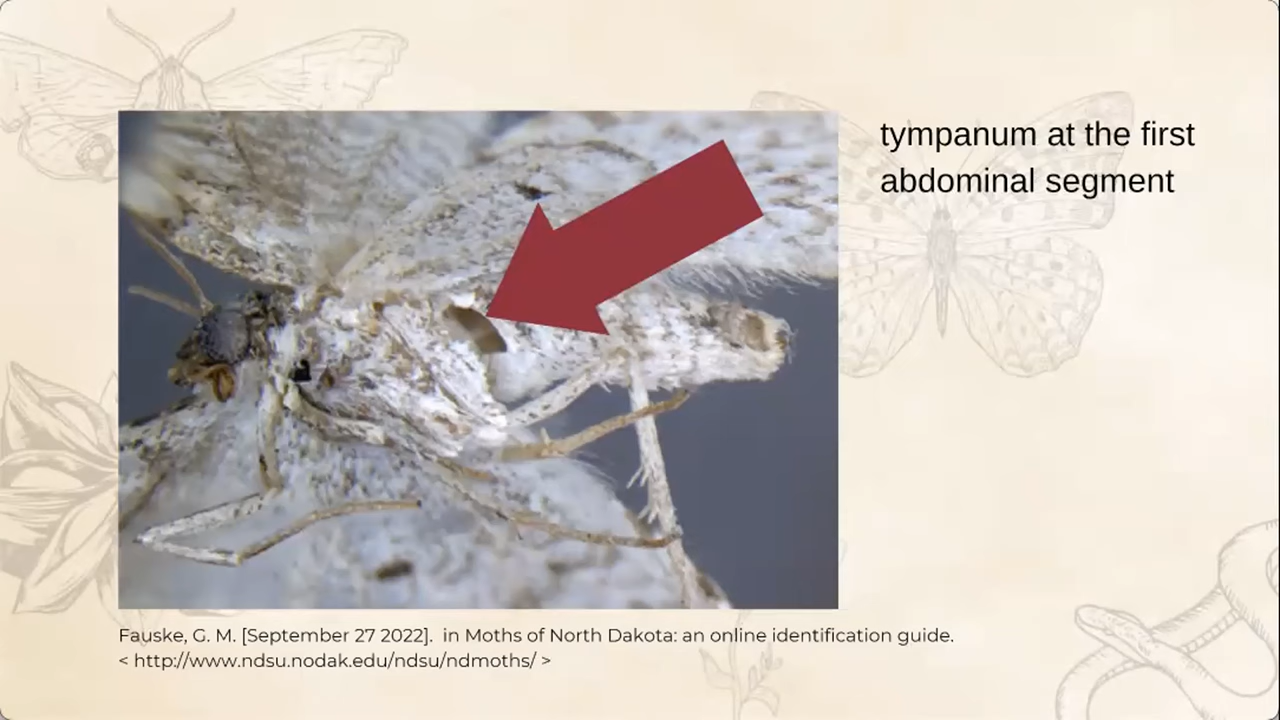 tympanum at the first
abdominal segment
Fauske, G. M. [September 27 2022].  in Moths of North Dakota: an online identification guide.
< http://www.ndsu.nodak.edu/ndsu/ndmoths/ >